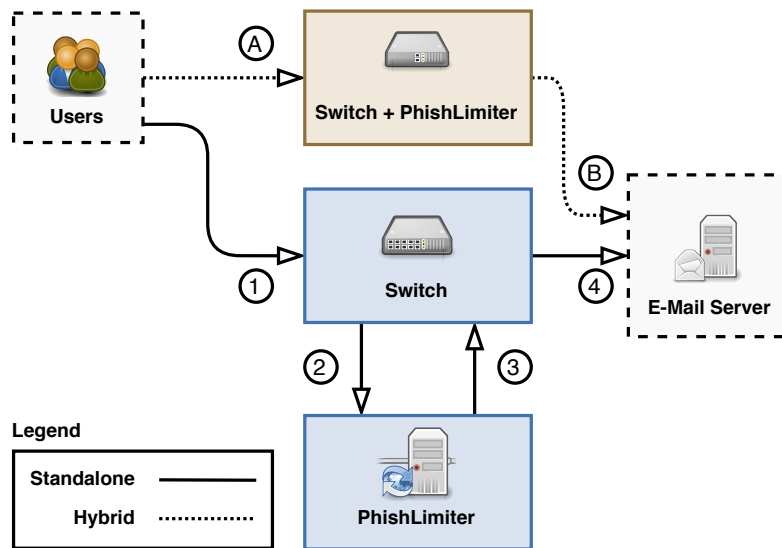 A
Users
Switch + PhishLimiter
B
1
Switch
4
E-Mail Server
2
3
Legend
Standalone
Hybrid
PhishLimiter